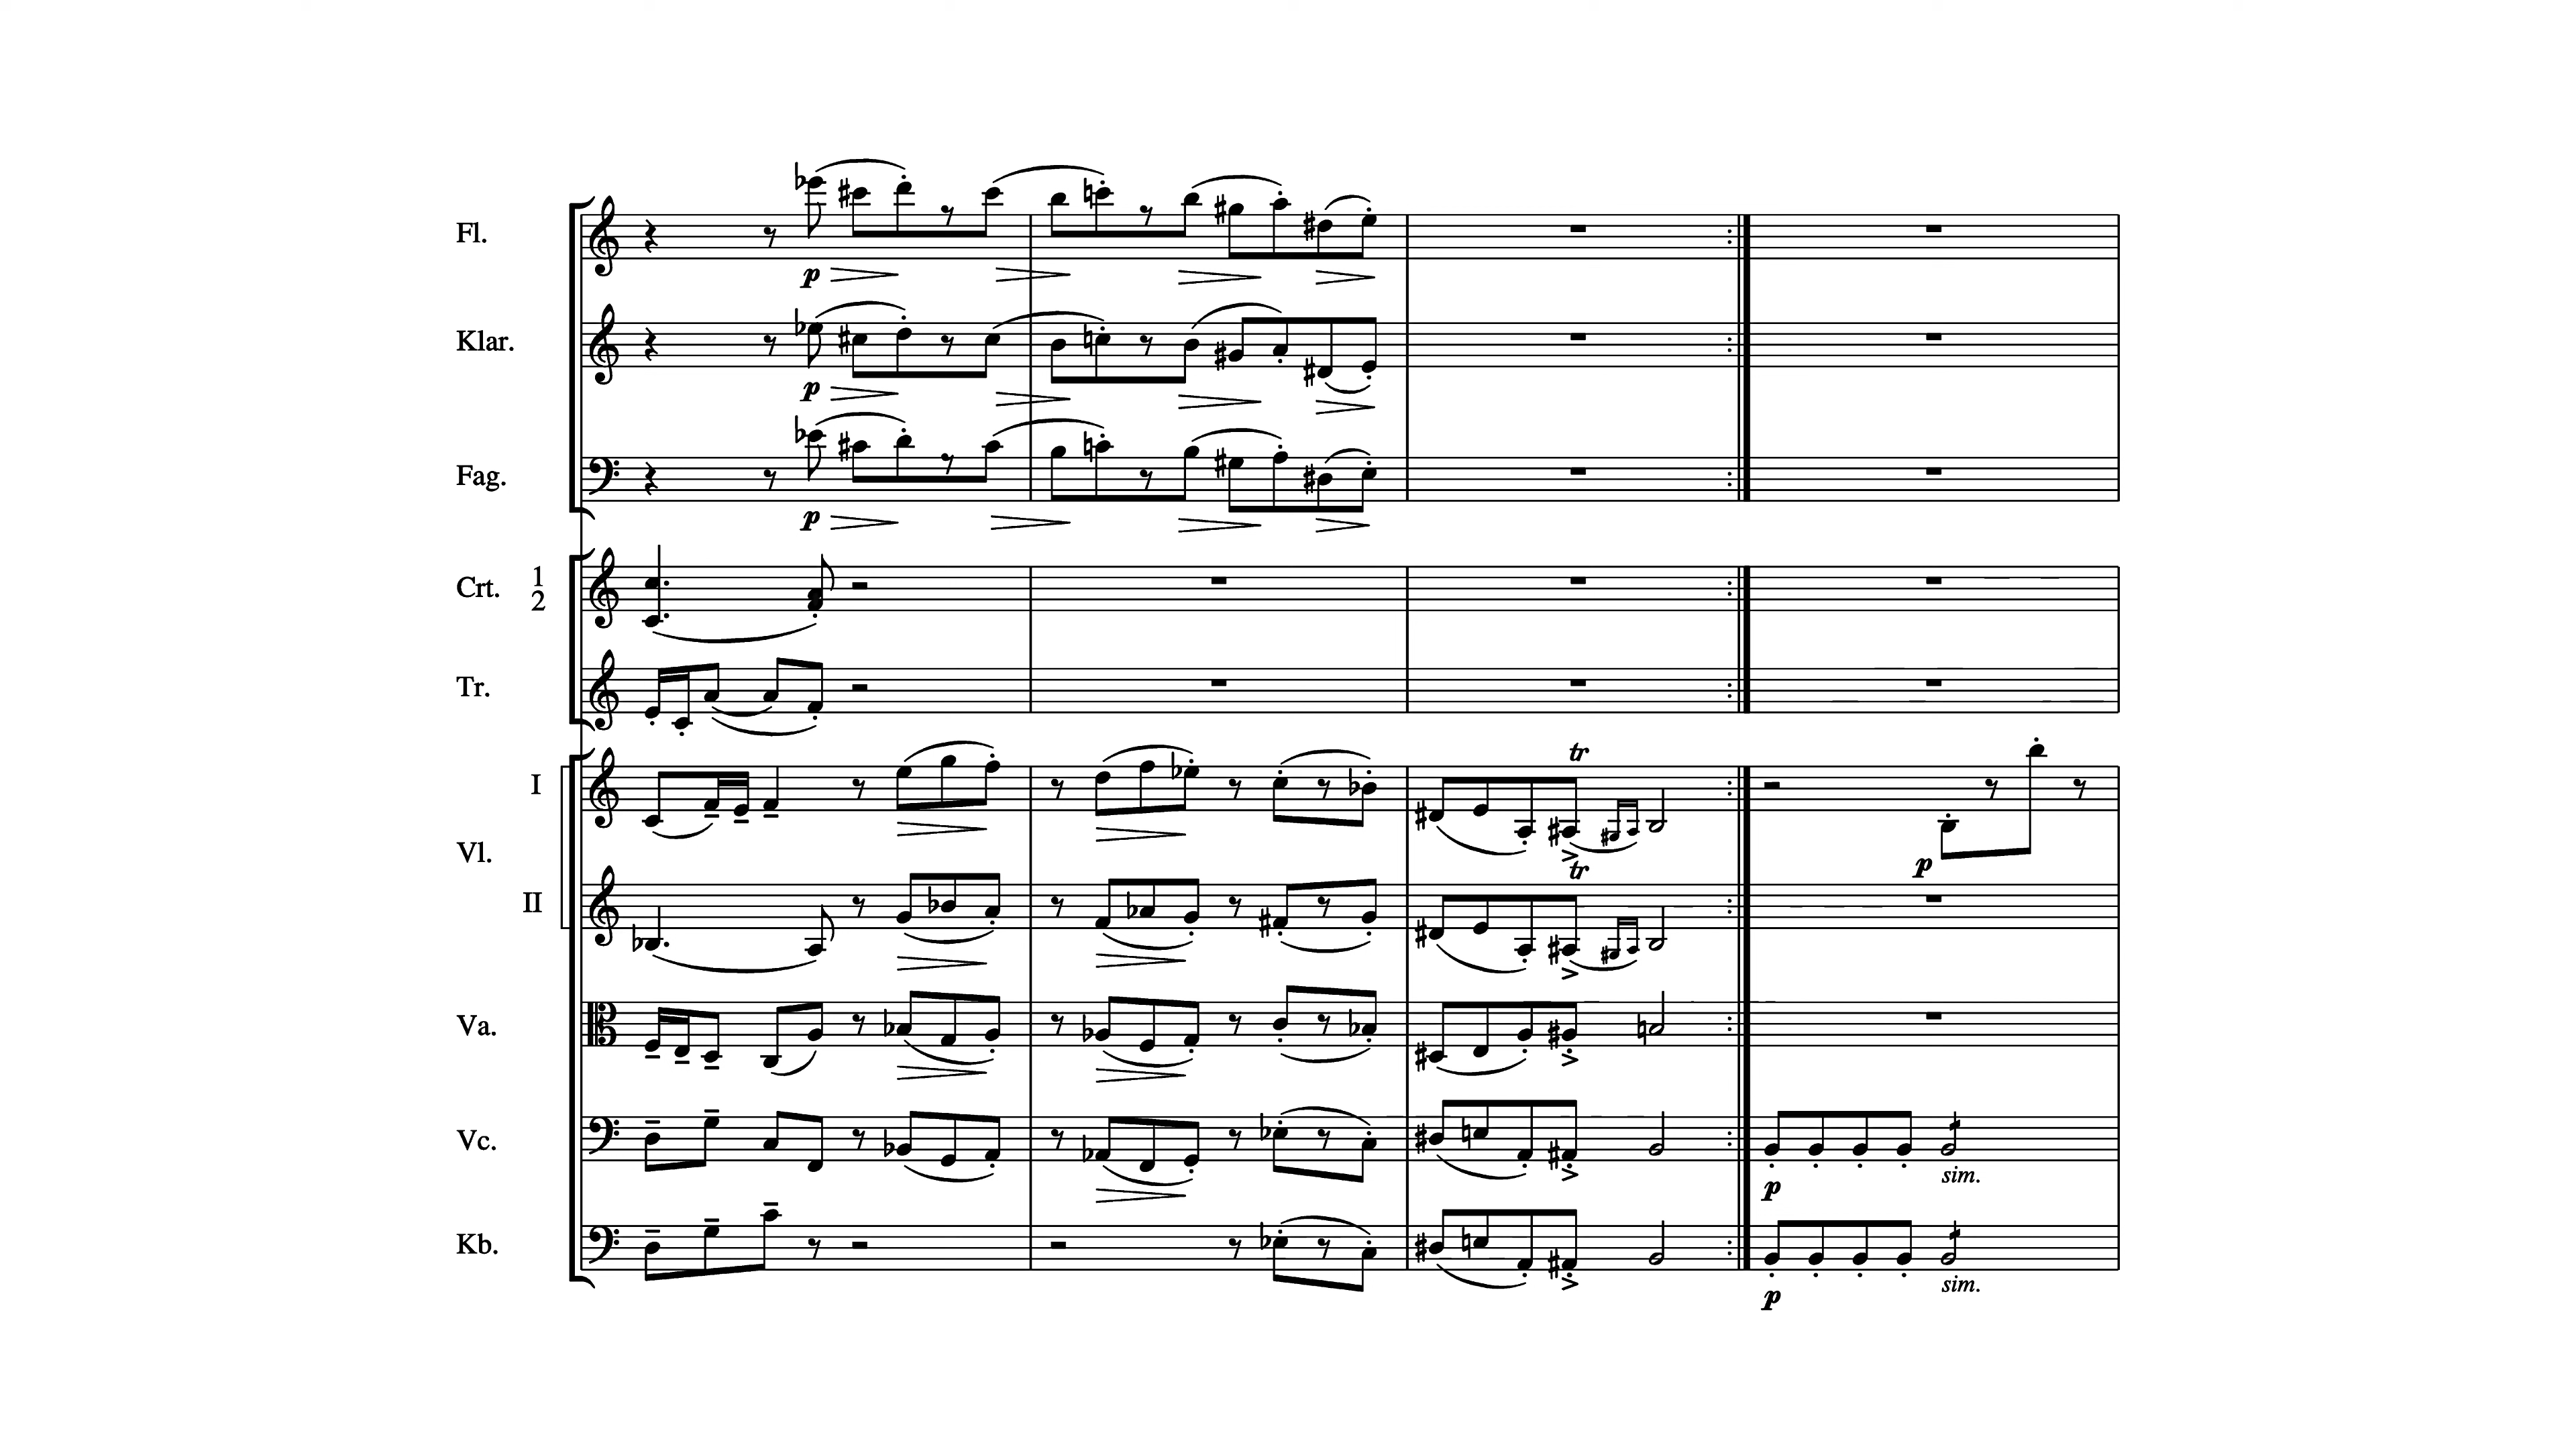 Fl.
p
Klar.
p
Fag.
p
Crt. 1 2
Tr.
tr
I
Vl.
p
tr
II
Va.
Vc.
sim.
p
Kb.
sim.
p